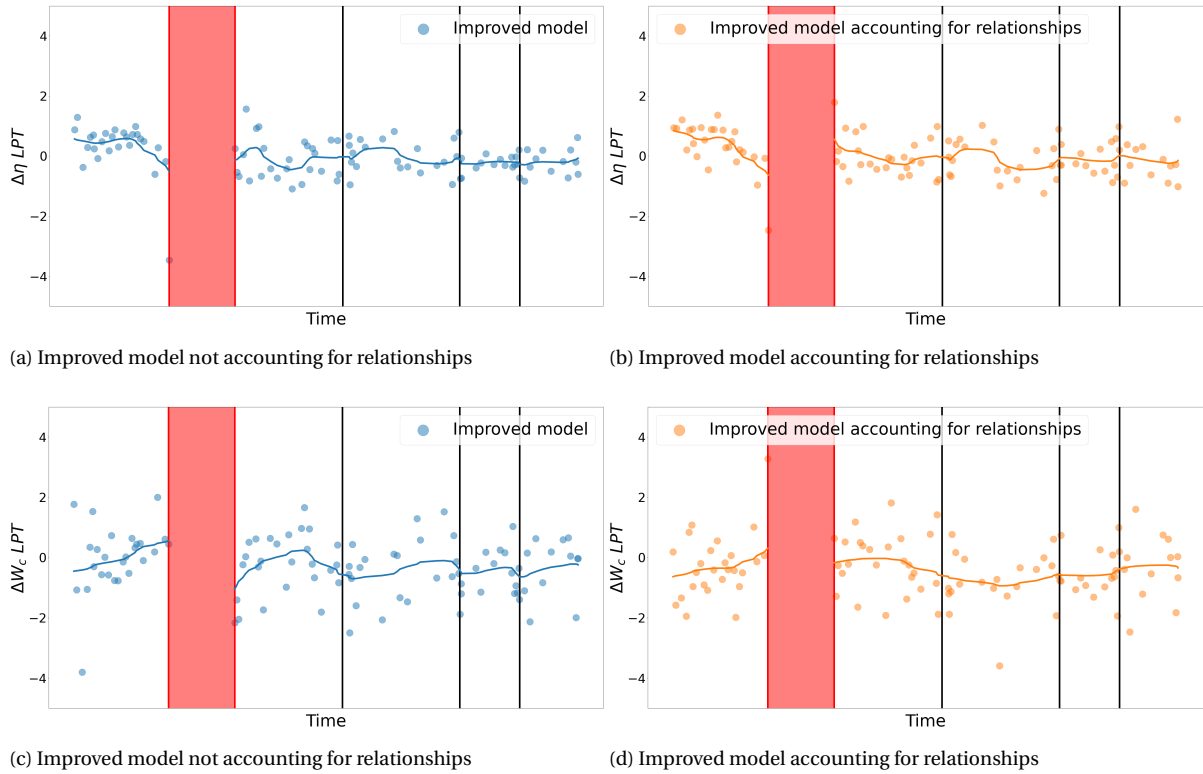 Improved model
Improved model accounting for relationships
4
2
0
−2
−4
Δη LPT
Time
4
2
0
−2
−4
Δη LPT
Time
(a) Improved model not accounting for relationships
(b) Improved model accounting for relationships
Improved model
Improved model accounting for relationships
4
2
0
−2
−4
ΔW_c LPT
Time
4
2
0
−2
−4
ΔW_c LPT
Time
(c) Improved model not accounting for relationships
(d) Improved model accounting for relationships